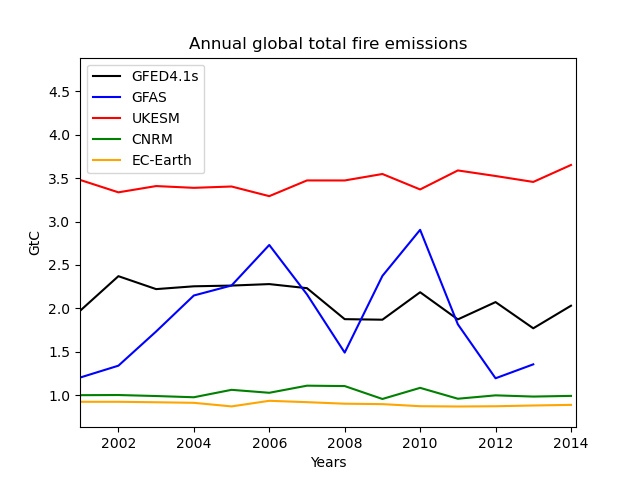 Annual global total fire emissions
GFED4.1s
GFAS
UKESM
CNRM
EC-Earth
4.5
4.0
3.5
3.0
2.5
2.0
1.5
1.0
GtC
2002 2004 2006 2008 2010 2012 2014
Years